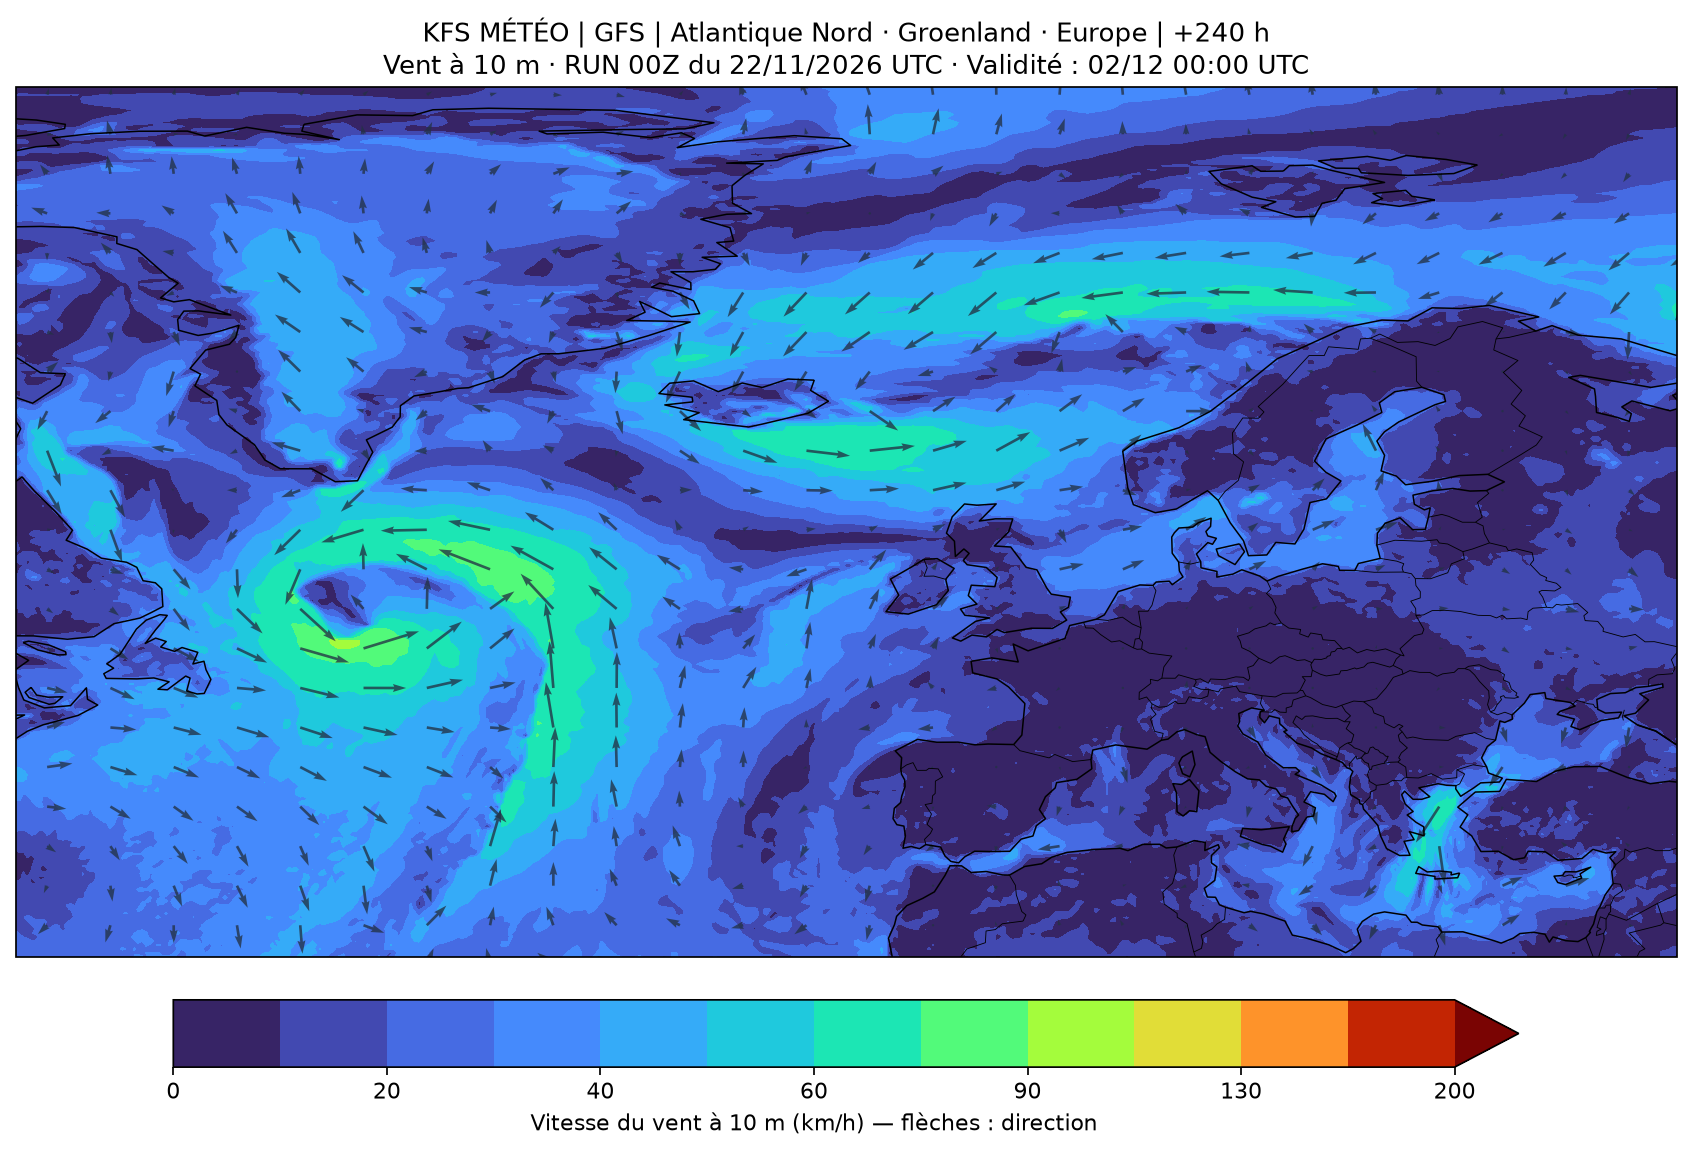 KFS MÉTÉO | GFS | Atlantique Nord · Groenland · Europe | +240 h
Vent à 10 m · RUN 00Z du 22/11/2026 UTC · Validité : 02/12 00:00 UTC
0 20 40 60 90 130 200
Vitesse du vent à 10 m (km/h) — flèches : direction